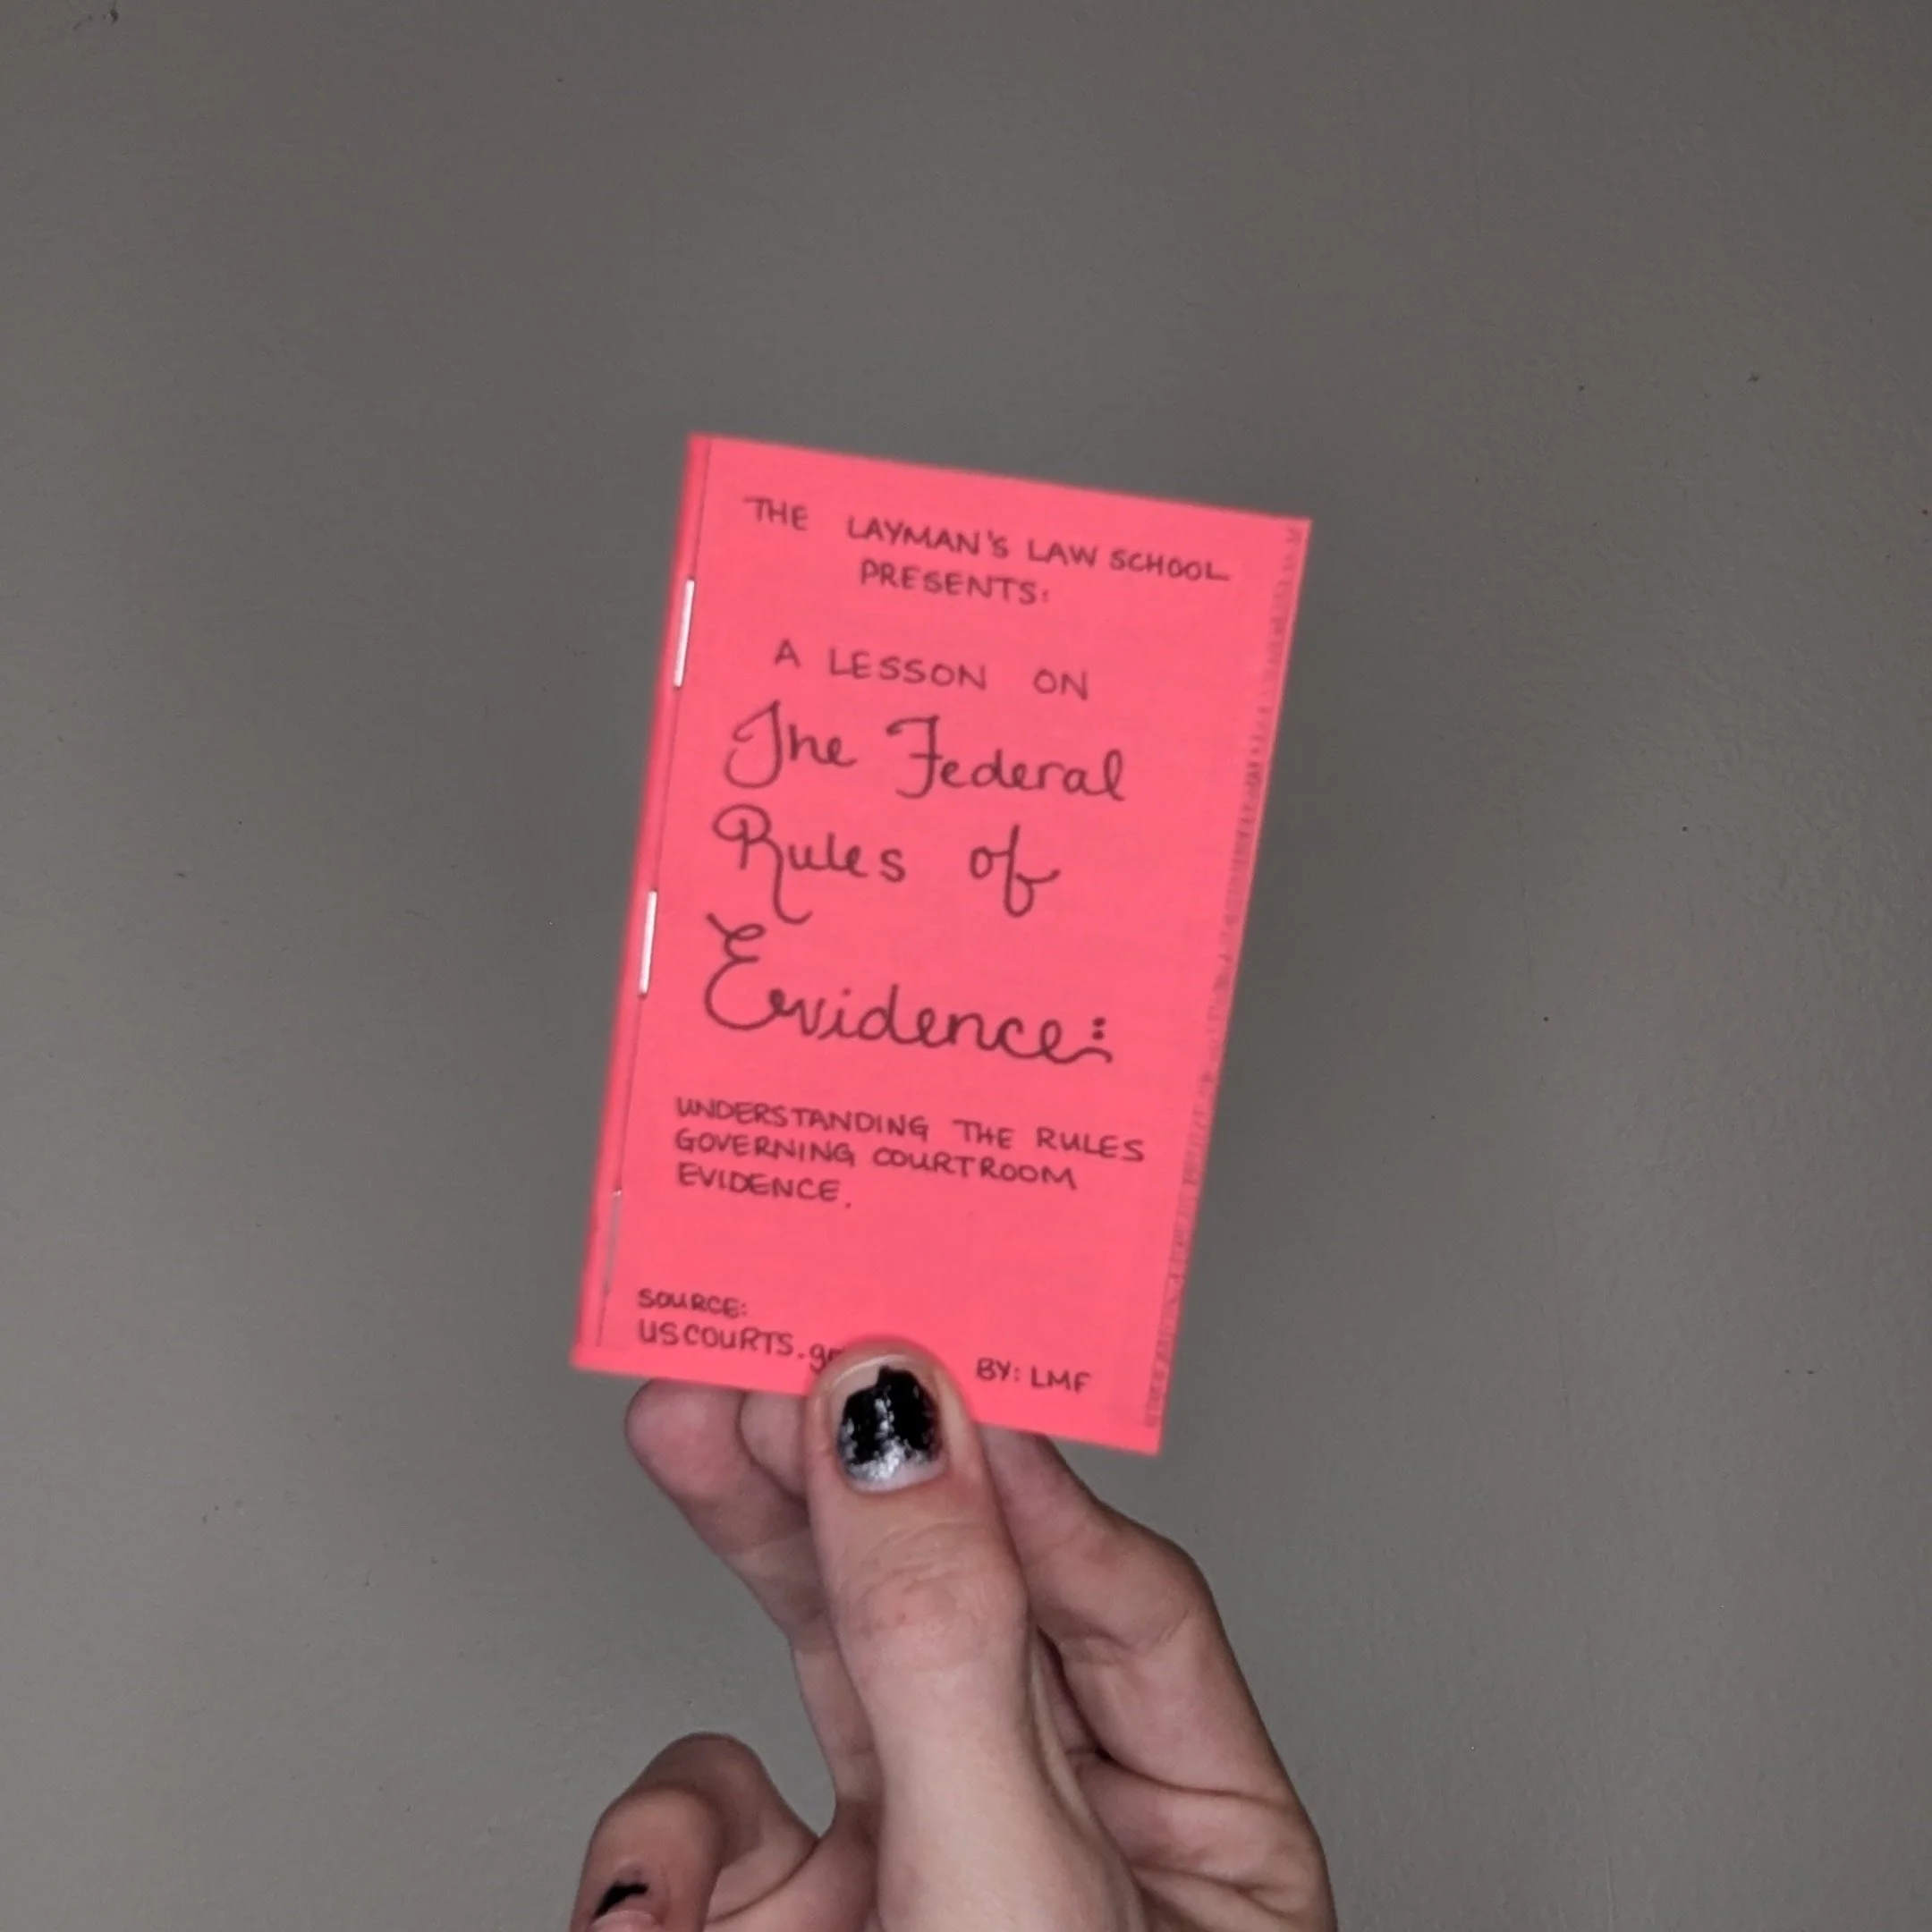 THE LAYMAN'S LAW SCHOOL
PRESENTS:
A LESSON ON
The Federal
Rules of
Evidence:
UNDERSTANDING THE RULES
GOVERNING COURTROOM
EVIDENCE.
SOURCE:
USCOURTS.g
BY: LMF